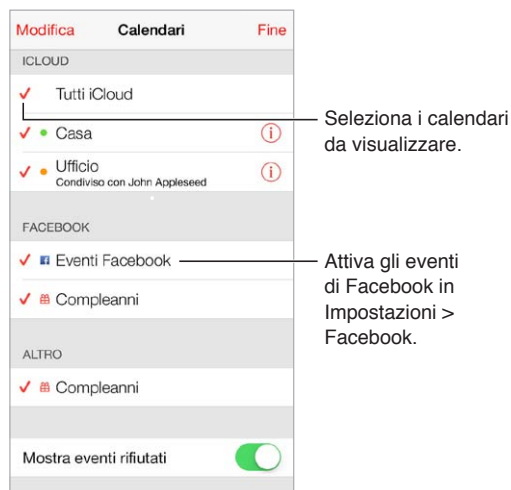 Modifica Calendari Fine
ICLOUD
Tutti iCloud
Casa
Ufficio
Condiviso con John Appleseed
FACEBOOK
Eventi Facebook
Compleanni
ALTRO
Compleanni
Mostra eventi rifiutati
Seleziona i calendari
da visualizzare.
Attiva gli eventi
di Facebook in
Impostazioni >
Facebook.